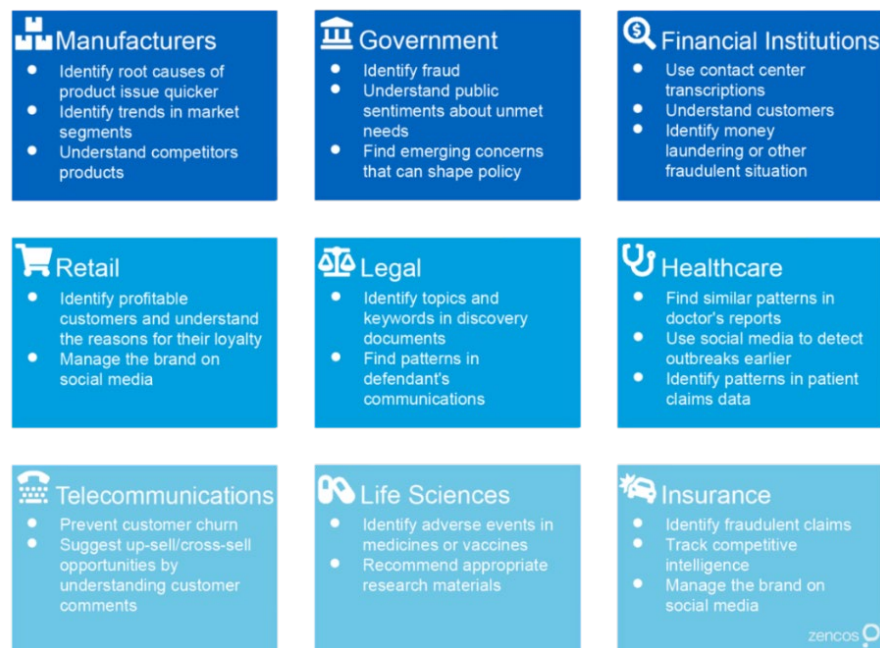 Manufacturers
Identify root causes of
product issue quicker
Identify trends in market
segments
Understand competitors
products
Government
Identify fraud
Understand public
sentiments about unmet
needs
Find emerging concerns
that can shape policy
Financial Institutions
Use contact center
transcriptions
Understand customers
Identify money
laundering or other
fraudulent situation
Retail
Identify profitable
customers and understand
the reasons for their loyalty
Manage the brand on
social media
Legal
Identify topics and
keywords in discovery
documents
Find patterns in
defendant's
communications
Healthcare
Find similar patterns in
doctor's reports
Use social media to detect
outbreaks earlier
Identify patterns in patient
claims data
Telecommunications
Prevent customer churn
Suggest up-sell/cross-sell
opportunities by
understanding customer
comments
Life Sciences
Identify adverse events in
medicines or vaccines
Recommend appropriate
research materials
Insurance
Identify fraudulent claims
Track competitive
intelligence
Manage the brand on
social media
zencos